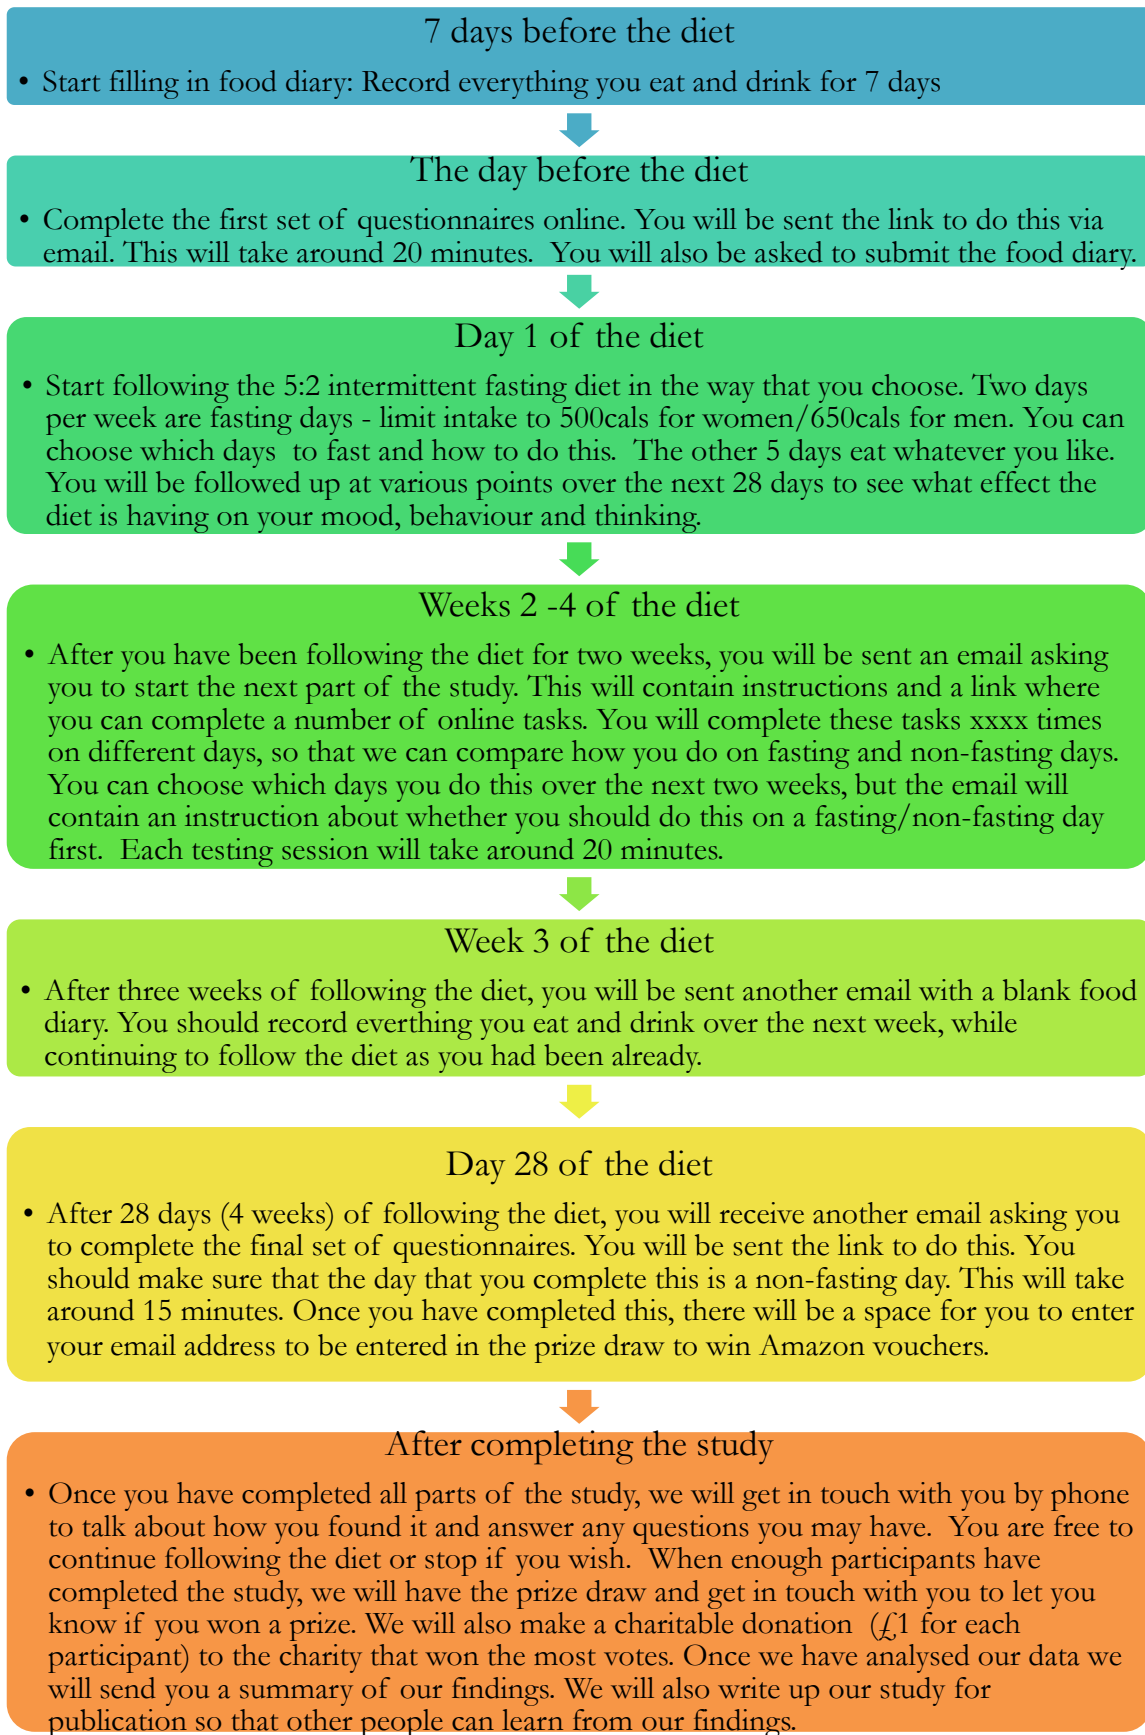 7 days before the diet
• Start filling in food diary: Record everything you eat and drink for 7 days
The day before the diet
• Complete the first set of questionnaires online. You will be sent the link to do this via
email. This will take around 20 minutes.  You will also be asked to submit the food diary.
Day 1 of the diet
• Start following the 5:2 intermittent fasting diet in the way that you choose. Two days
per week are fasting days - limit intake to 500cals for women/650cals for men. You can
choose which days  to fast and how to do this.  The other 5 days eat whatever you like.
You will be followed up at various points over the next 28 days to see what effect the
diet is having on your mood, behaviour and thinking.
Weeks 2 -4 of the diet
• After you have been following the diet for two weeks, you will be sent an email asking
you to start the next part of the study. This will contain instructions and a link where
you can complete a number of online tasks. You will complete these tasks xxxx times
on different days, so that we can compare how you do on fasting and non-fasting days.
You can choose which days you do this over the next two weeks, but the email will
contain an instruction about whether you should do this on a fasting/non-fasting day
first.  Each testing session will take around 20 minutes.
Week 3 of the diet
• After three weeks of following the diet, you will be sent another email with a blank food
diary. You should record everthing you eat and drink over the next week, while
continuing to follow the diet as you had been already.
Day 28 of the diet
• After 28 days (4 weeks) of following the diet, you will receive another email asking you
to complete the final set of questionnaires. You will be sent the link to do this. You
should make sure that the day that you complete this is a non-fasting day. This will take
around 15 minutes. Once you have completed this, there will be a space for you to enter
your email address to be entered in the prize draw to win Amazon vouchers.
After completing the study
• Once you have completed all parts of the study, we will get in touch with you by phone
to talk about how you found it and answer any questions you may have.  You are free to
continue following the diet or stop if you wish.  When enough participants have
completed the study, we will have the prize draw and get in touch with you to let you
know if you won a prize. We will also make a charitable donation  (£1 for each
participant) to the charity that won the most votes. Once we have analysed our data we
will send you a summary of our findings. We will also write up our study for
publication so that other people can learn from our findings.